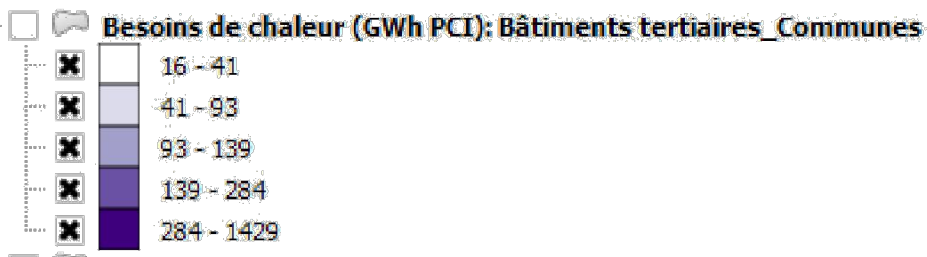 Besoins de chaleur (GWh PCI): Bâtiments tertiaires_Communes
16 - 41
41 - 93
93 - 139
139 - 284
284 - 1429